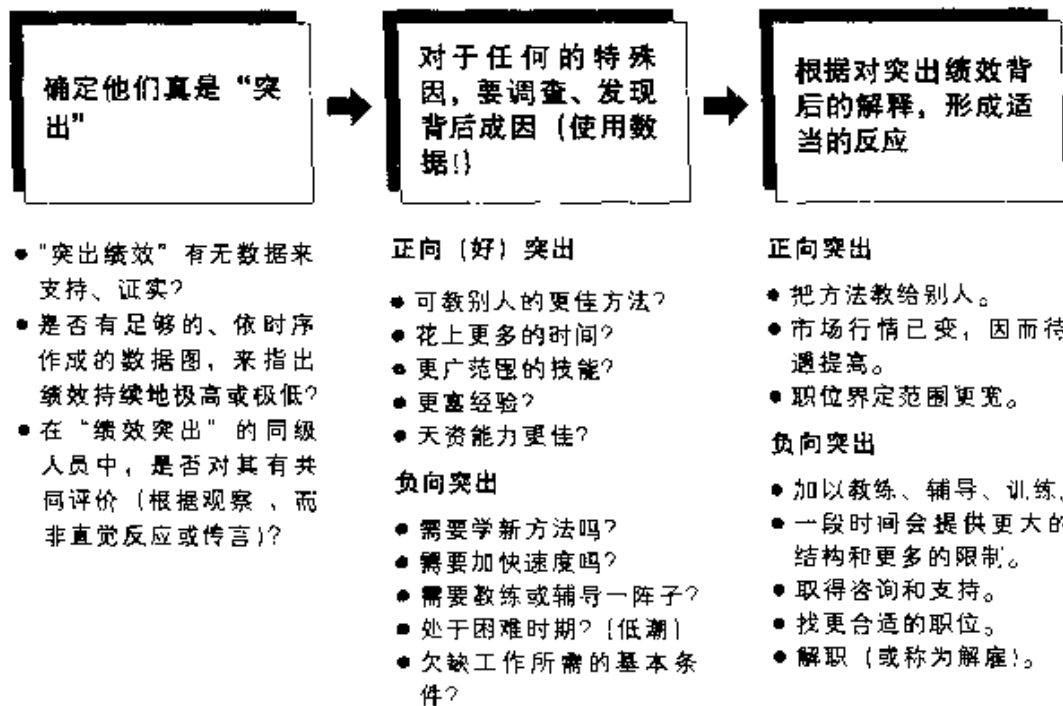 确定他们真是“突
出”
对于任何的特殊
因，要调查、发现
背后成因（使用数
据!）
根据对突出绩效背
后的解释，形成适
当的反应
● "突出绩效”有无数据来
支持、证实?
● 是否有足够的、依时序
作成的数据图，来指出
绩效持续地极高或极低?
● 在“绩效突出”的同级
人员中，是否对其有共
同评价（根据观察，而
非直觉反应或传言）?
正向（好）突出
● 可教别人的更佳方法?
● 花上更多的时间?
● 更广范围的技能?
● 更富经验?
● 天资能力更佳?
负向突出
● 需要学新方法吗?
● 需要加快速度吗?
● 需要教练或辅导一阵子?
● 处于困难时期?（低潮）
● 欠缺工作所需的基本条
件?
正向突出
● 把方法教给别人。
● 市场行情已变，因而待
遇提高。
● 职位界定范围更宽。
负向突出
● 加以教练、辅导、训练。
● 一段时间会提供更大的
结构和更多的限制。
● 取得咨询和支持。
● 找更合适的职位。
● 解职（或称为解雇）。